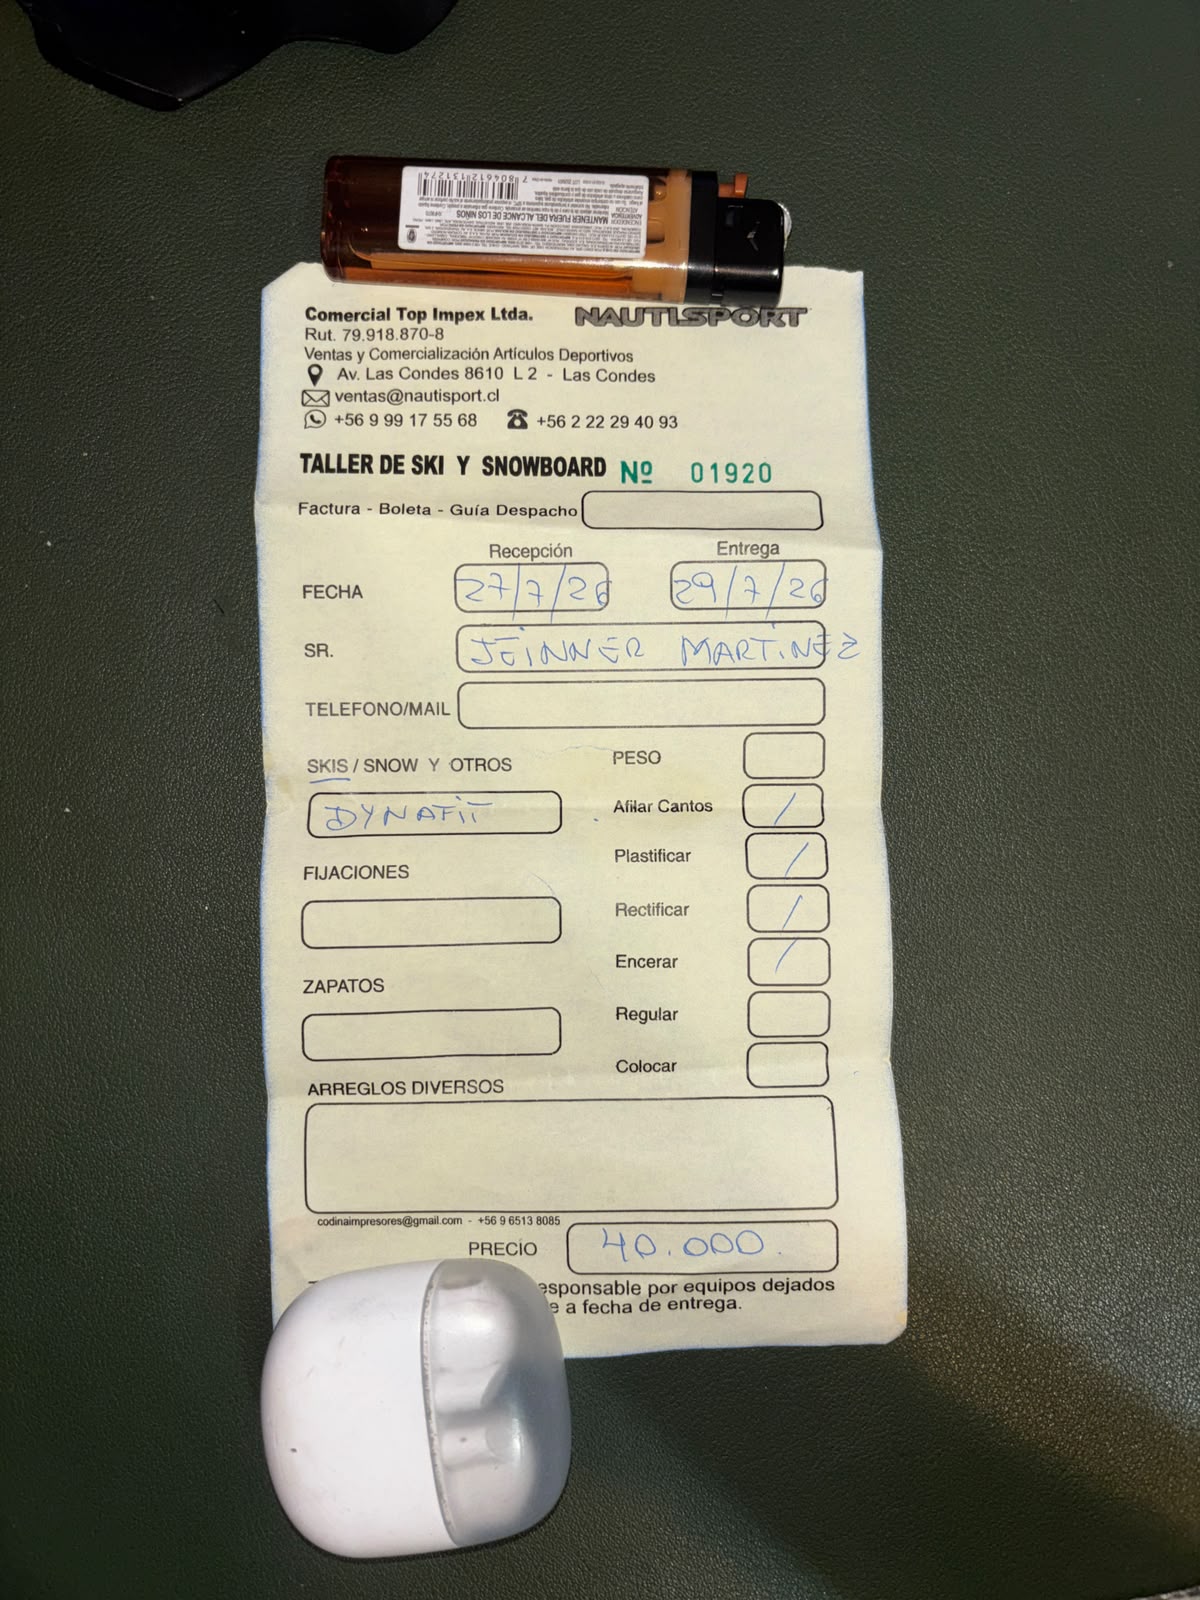 MANTENER FUERA DEL ALCANCE DE LOS NIÑOS
7 804612 131274
Comercial Top Impex Ltda. NAUTISPORT
Rut. 79.918.870-8
Ventas y Comercialización Artículos Deportivos
Av. Las Condes 8610 L 2 - Las Condes
ventas@nautisport.cl
+56 9 99 17 55 68 +56 2 22 29 40 93
TALLER DE SKI Y SNOWBOARD Nº 01920
Factura - Boleta - Guía Despacho
Recepción Entrega
FECHA 27/7/26 29/7/26
SR. JEINNER MARTINEZ
TELEFONO/MAIL
SKIS / SNOW Y OTROS PESO
DYNAFIT Afilar Cantos /
Plastificar /
FIJACIONES
Rectificar /
Encerar /
ZAPATOS
Regular
Colocar
ARREGLOS DIVERSOS
codinaimpresores@gmail.com - +56 9 6513 8085
PRECIO 40.000.
esponsable por equipos dejados
e a fecha de entrega.